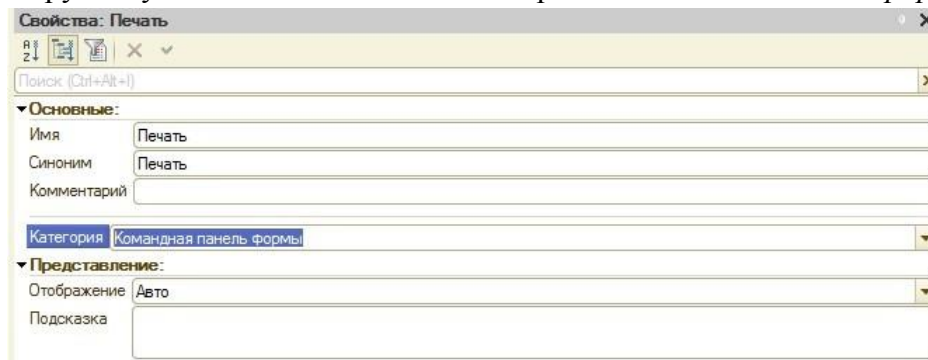 Свойства: Печать
Поиск (Ctrl+Alt+I)
Основные:
Имя Печать
Синоним Печать
Комментарий
Категория Командная панель формы
Представление:
Отображение Авто
Подсказка